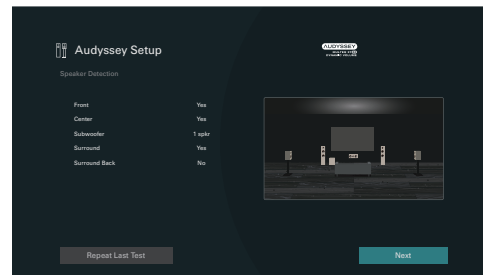 Audyssey Setup
AUDYSSEY
Speaker Detection
Front Yes
Center Yes
Subwoofer 1 spkr
Surround Yes
Surround Back No
Repeat Last Test
Next